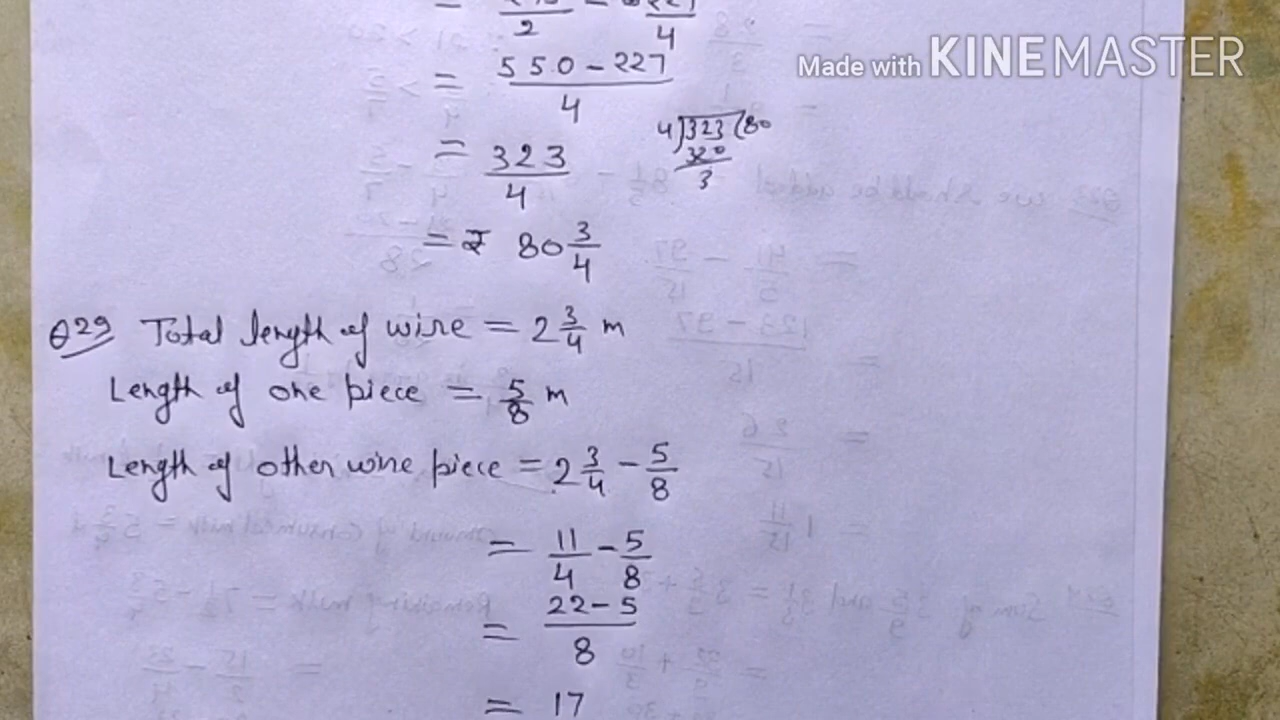 Made with KINEMASTER
2 4
= 550 - 227 / 4
4)323(80
320
3
= 323/4
= ₹ 80 3/4
Q29 Total length of wire = 2 3/4 m
Length of one piece = 5/8 m
Length of other wire piece = 2 3/4 - 5/8
= 11/4 - 5/8
= 22 - 5 / 8
= 17